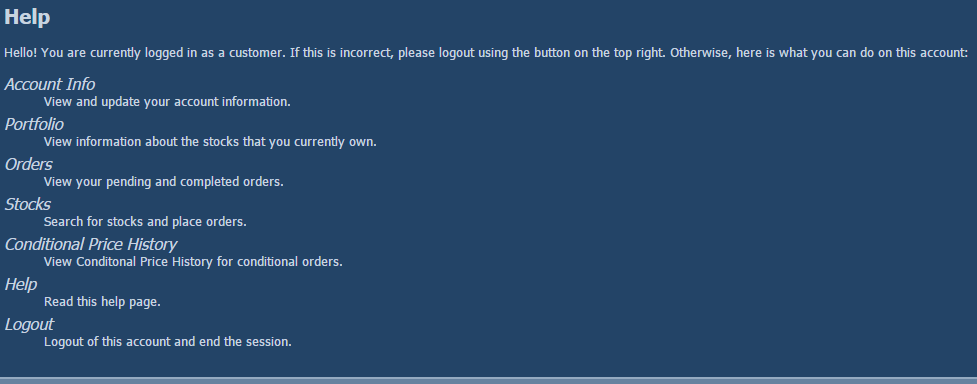 Help
Hello! You are currently logged in as a customer. If this is incorrect, please logout using the button on the top right. Otherwise, here is what you can do on this account:
Account Info
View and update your account information.
Portfolio
View information about the stocks that you currently own.
Orders
View your pending and completed orders.
Stocks
Search for stocks and place orders.
Conditional Price History
View Conditonal Price History for conditional orders.
Help
Read this help page.
Logout
Logout of this account and end the session.